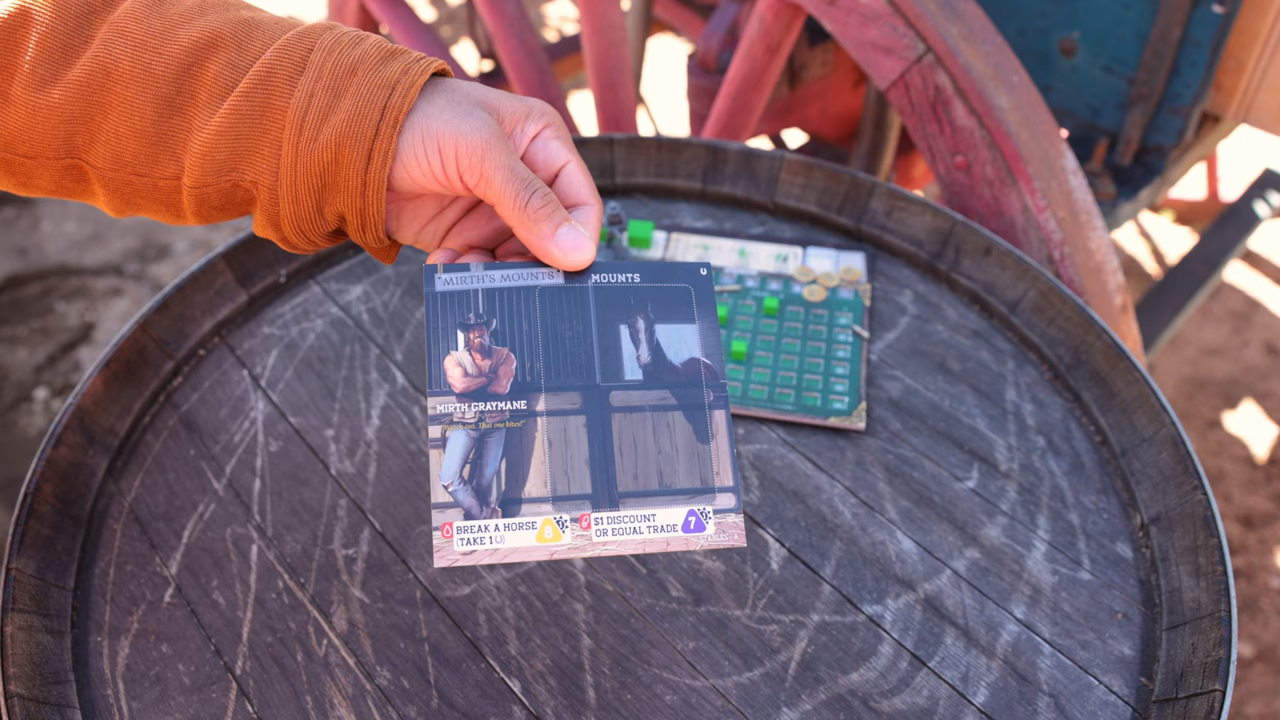 "MIRTH'S MOUNTS"
MOUNTS
MIRTH GRAYMANE
"Watch out. That one bites!"
BREAK A HORSE
(TAKE 1 U)
8
$1 DISCOUNT
OR EQUAL TRADE
7
STABLES | A